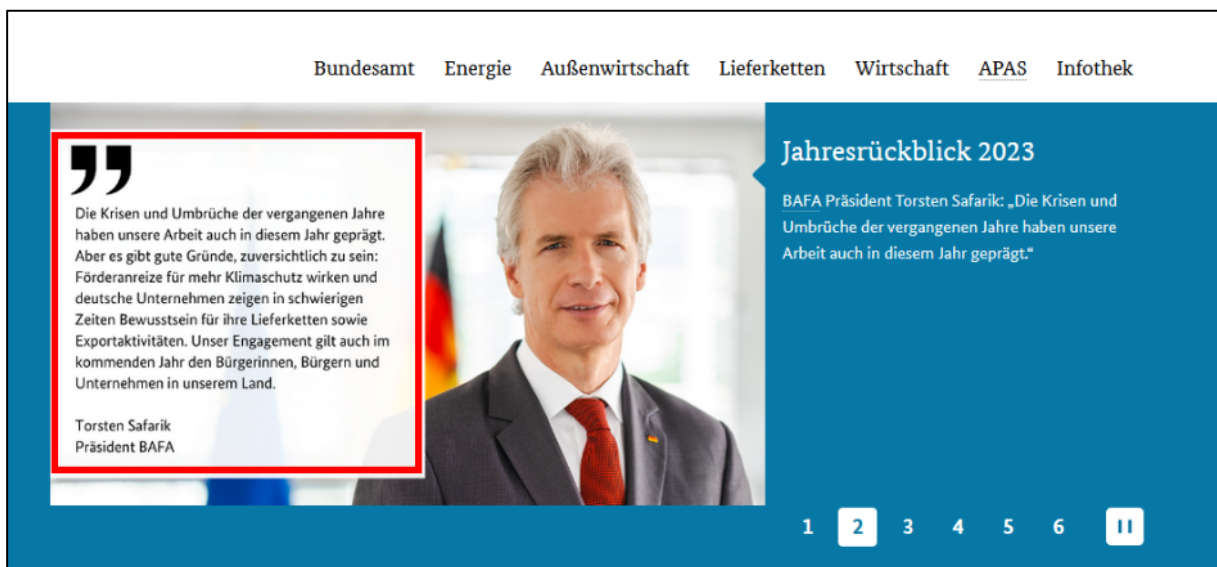 Bundesamt Energie Außenwirtschaft Lieferketten Wirtschaft APAS Infothek
”
Die Krisen und Umbrüche der vergangenen Jahre
haben unsere Arbeit auch in diesem Jahr geprägt.
Aber es gibt gute Gründe, zuversichtlich zu sein:
Förderanreize für mehr Klimaschutz wirken und
deutsche Unternehmen zeigen in schwierigen
Zeiten Bewusstsein für ihre Lieferketten sowie
Exportaktivitäten. Unser Engagement gilt auch im
kommenden Jahr den Bürgerinnen, Bürgern und
Unternehmen in unserem Land.
Torsten Safarik
Präsident BAFA
Jahresrückblick 2023
BAFA Präsident Torsten Safarik: „Die Krisen und
Umbrüche der vergangenen Jahre haben unsere
Arbeit auch in diesem Jahr geprägt.“
1 2 3 4 5 6